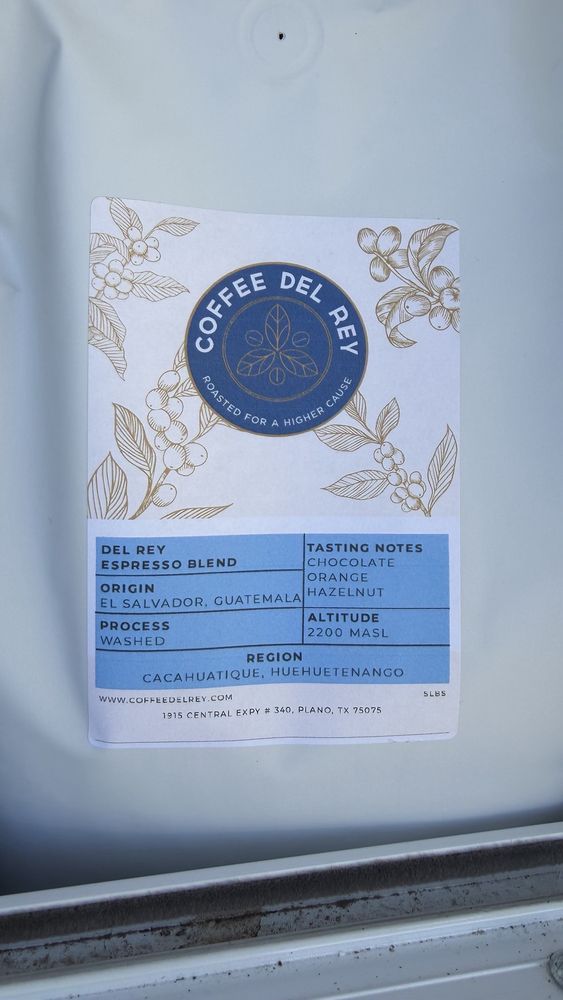 COFFEE DEL REY
ROASTED FOR A HIGHER CAUSE
DEL REY
ESPRESSO BLEND
ORIGIN
EL SALVADOR, GUATEMALA
PROCESS
WASHED
TASTING NOTES
CHOCOLATE
ORANGE
HAZELNUT
ALTITUDE
2200 MASL
REGION
CACAHUATIQUE, HUEHUETENANGO
WWW.COFFEEDELREY.COM
5LBS
1915 CENTRAL EXPY # 340, PLANO, TX 75075